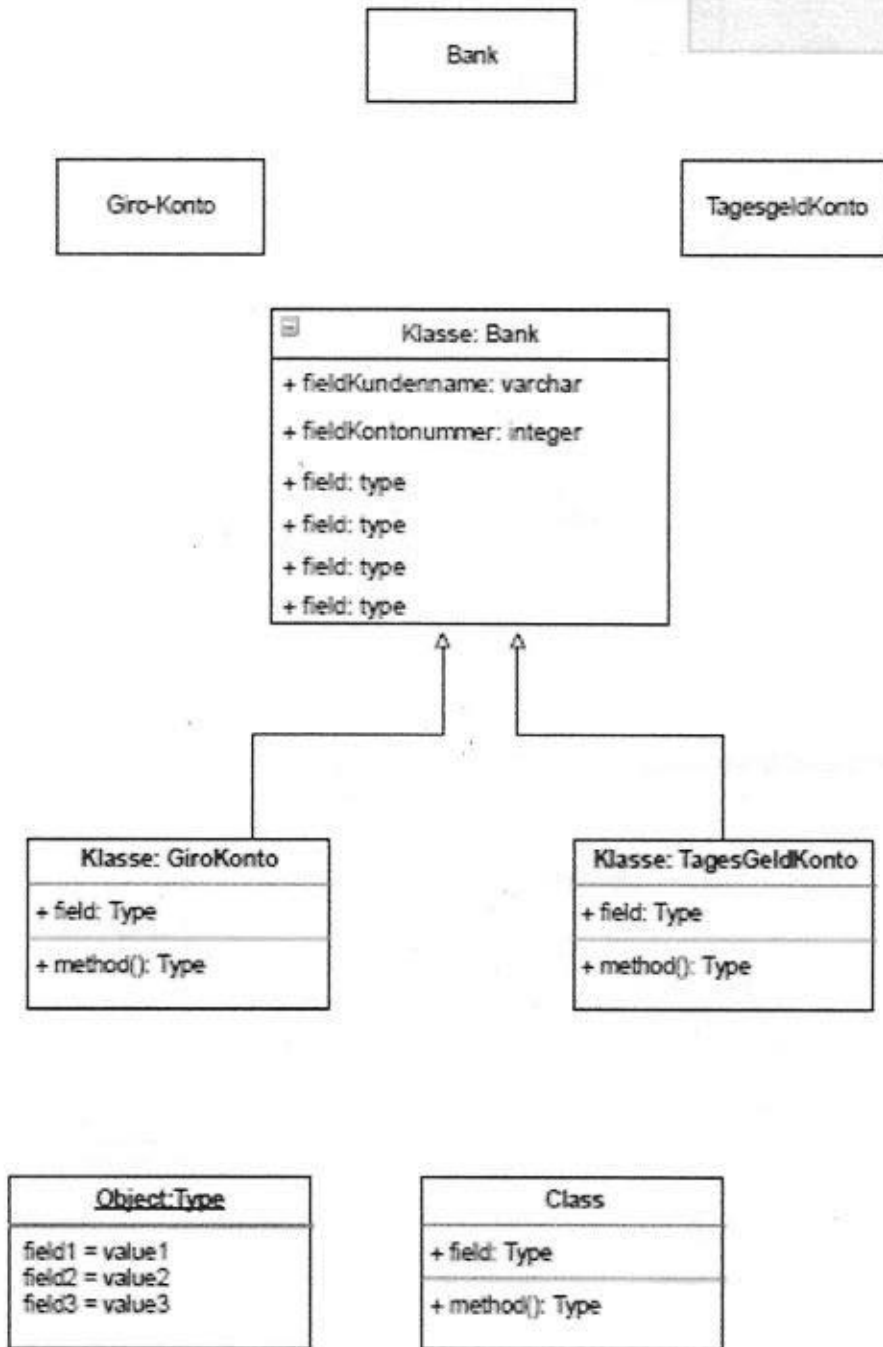 Bank
Giro-Konto
TagesgeldKonto
Klasse: Bank
+ fieldKundenname: varchar
+ fieldKontonummer: integer
+ field: type
+ field: type
+ field: type
+ field: type
Klasse: GiroKonto
+ field: Type
+ method(): Type
Klasse: TagesGeldKonto
+ field: Type
+ method(): Type
Object:Type
field1 = value1
field2 = value2
field3 = value3
Class
+ field: Type
+ method(): Type